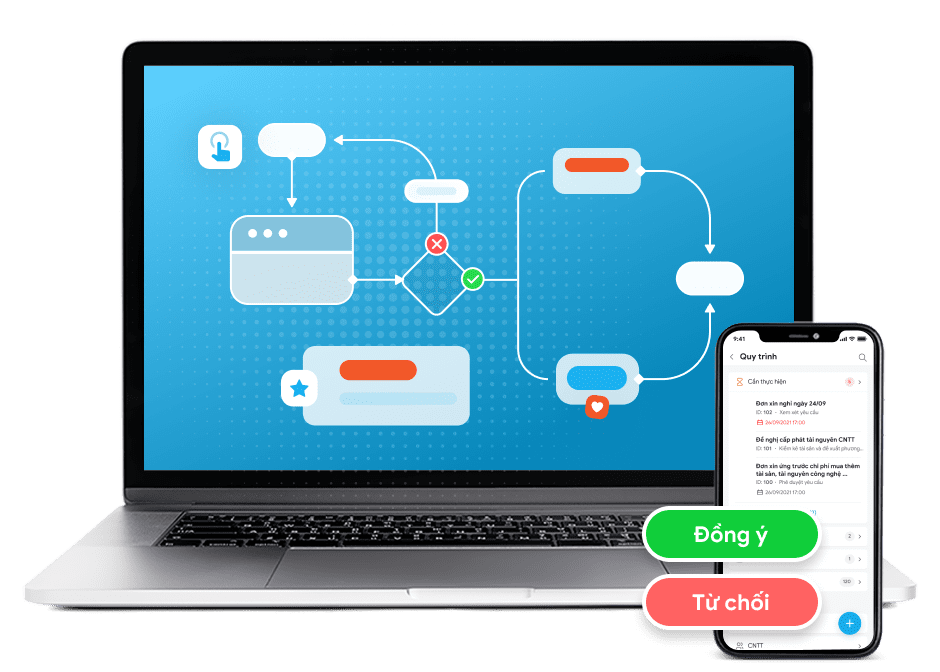 9:41
Quy trình
Cần thực hiện
Đơn xin nghỉ ngày 24/09
ID: 102 - Xem xét yêu cầu
24/09/2021 17:00
Đề nghị cấp phát tài nguyên CNTT
ID: 101 - Kiểm kê tài sản và đề xuất phương...
Đơn xin ứng trước chi phí mua thêm
tài sản, tài nguyên công nghệ ...
ID: 100 - Phê duyệt yêu cầu
24/09/2021 17:00
Đồng ý
2
1
120
Từ chối
CNTT